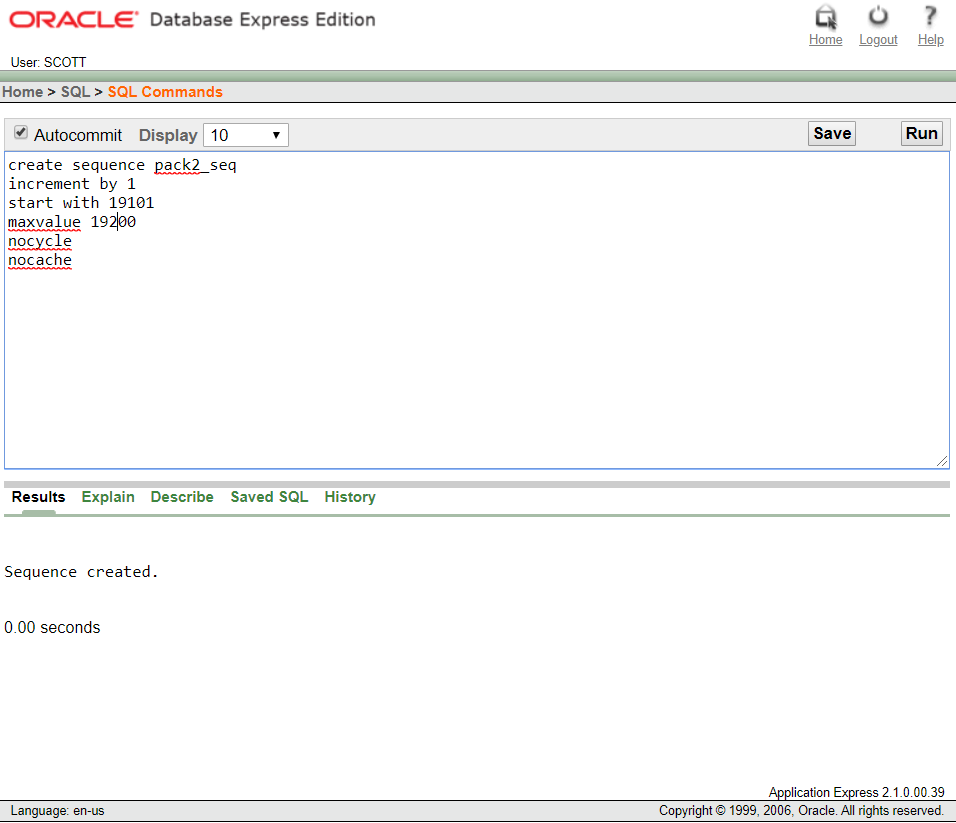 ORACLE Database Express Edition
Home Logout ? Help
User: SCOTT
Home > SQL > SQL Commands
Autocommit Display 10 Save Run
create sequence pack2_seq
increment by 1
start with 19101
maxvalue 19200
nocycle
nocache
Results Explain Describe Saved SQL History
Sequence created.
0.00 seconds
Application Express 2.1.0.00.39
Language: en-us Copyright © 1999, 2006, Oracle. All rights reserved.